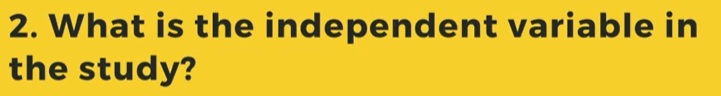 2. What is the independent variable in
the study?